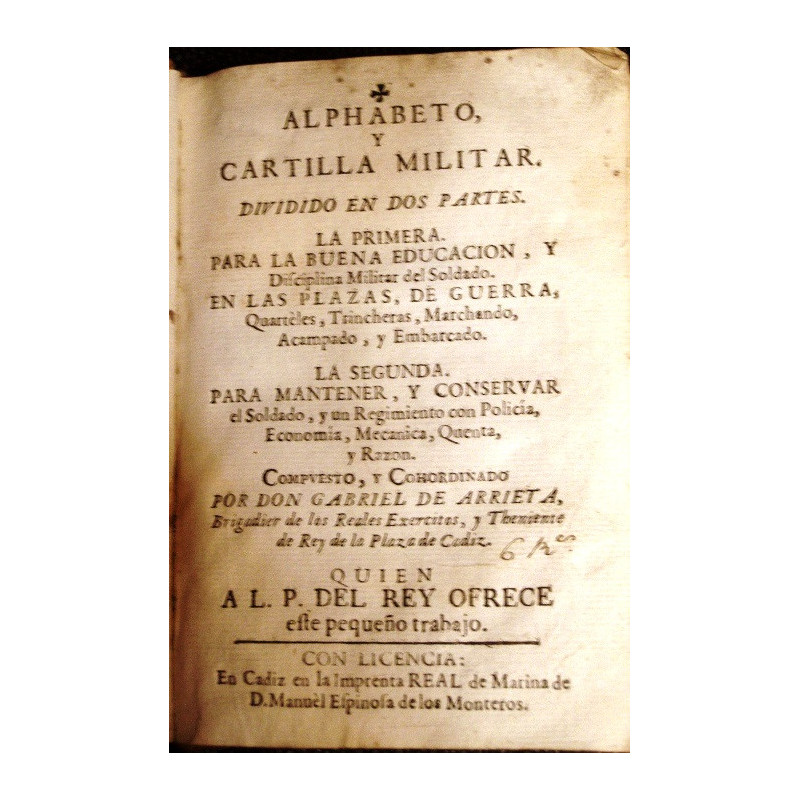 ✠
ALPHABETO,
Y
CARTILLA MILITAR.
DIVIDIDO EN DOS PARTES.
LA PRIMERA.
PARA LA BUENA EDUCACION, Y
Diſciplina Militar del Soldado.
EN LAS PLAZAS, DE GUERRA,
Quartèles, Trincheras, Marchando,
Acampado, y Embarcado.
LA SEGUNDA.
PARA MANTENER, Y CONSERVAR
el Soldado, y un Regimiento con Policía,
Economia, Mecanica, Quenta,
y Razon.
COMPVESTO, Y COHORDINADO
POR DON GABRIEL DE ARRIETA,
Brigadier de los Reales Exercitos, y Theniente
de Rey de la Plaza de Cadiz.
QUIEN
A L. P. DEL REY OFRECE
eſte pequeño trabajo.
CON LICENCIA:
En Cadiz en la Imprenta REAL de Marina de
D. Manuèl Eſpinoſa de los Monteros.